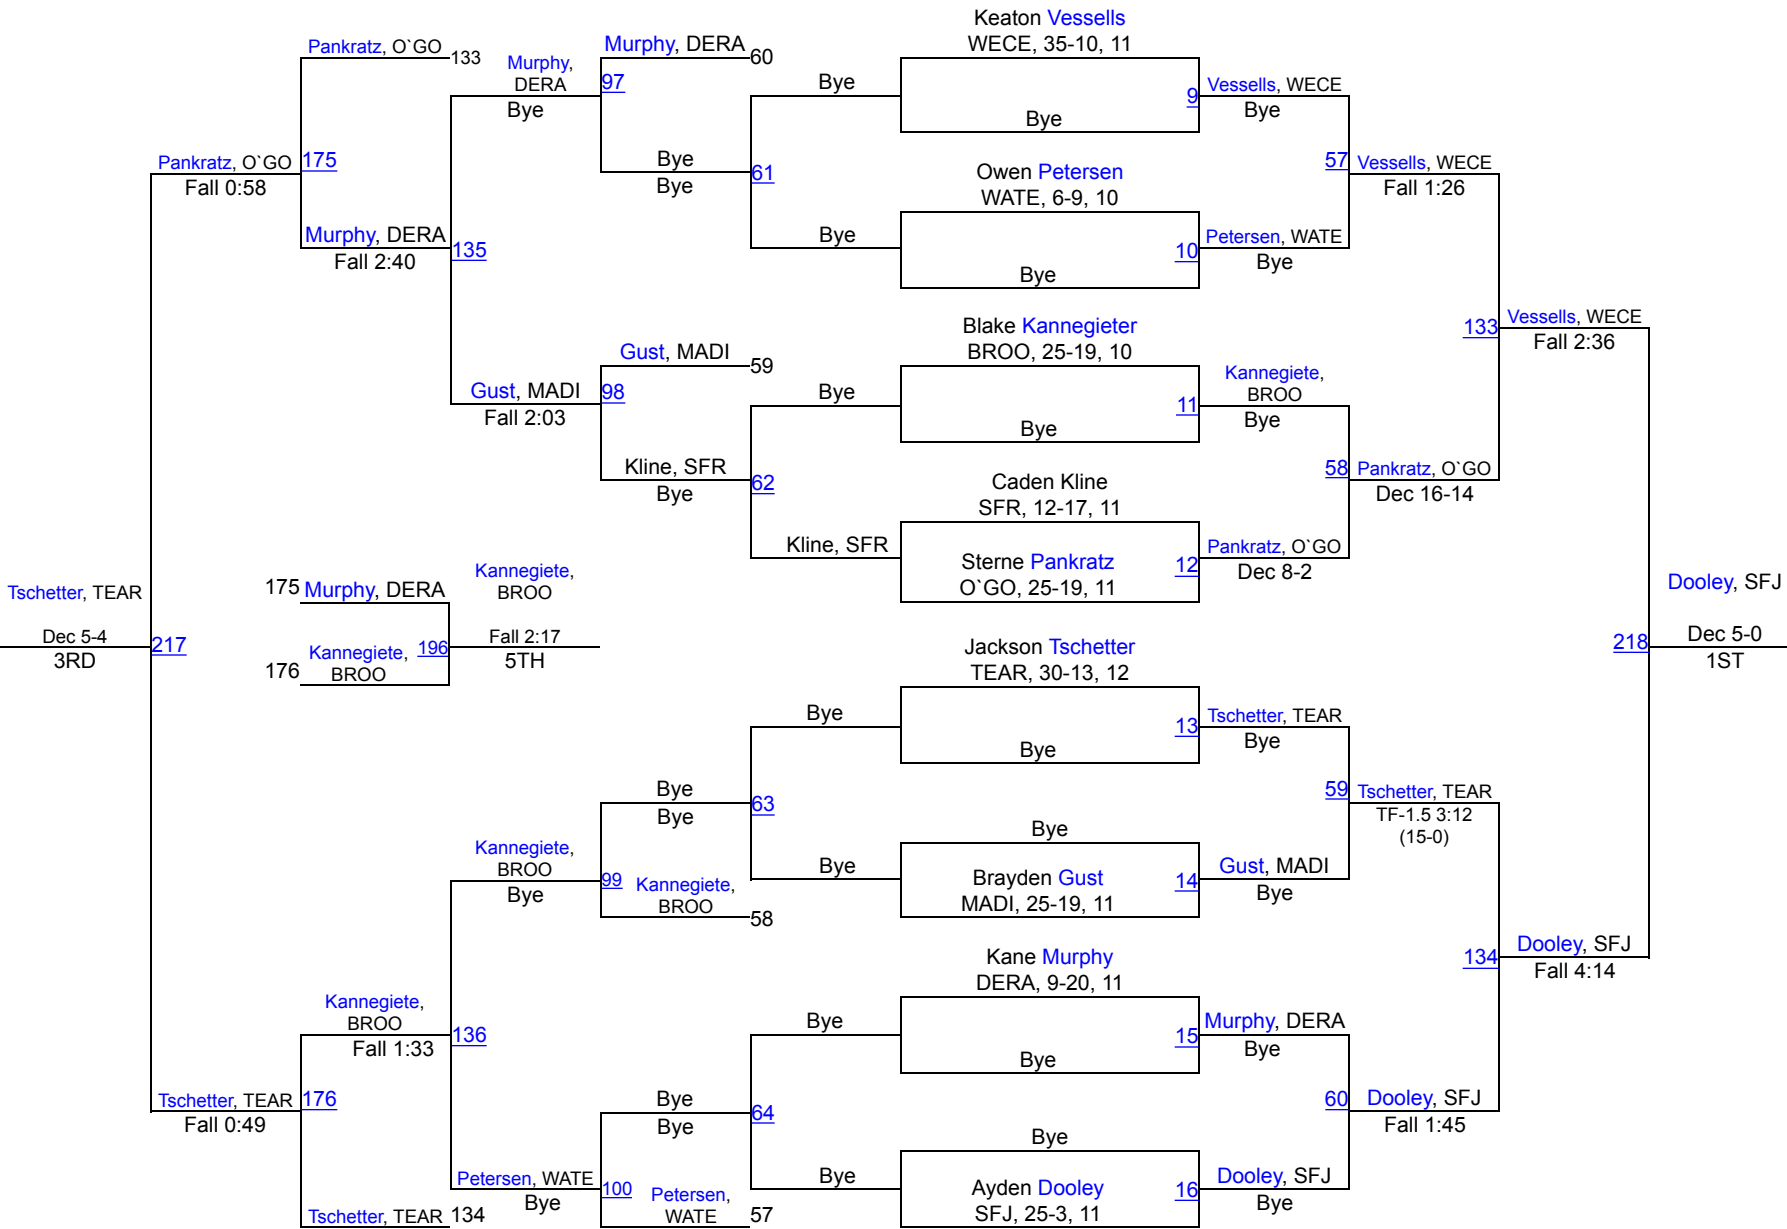 Keaton Vessells
WECE, 35-10, 11
Pankratz, O`GO
133
Murphy,
DERA
Bye
Murphy, DERA
60
97
Bye
Bye
9
Vessells, WECE
Bye
Pankratz, O`GO
Fall 0:58
175
Bye
Bye
61
Owen Petersen
WATE, 6-9, 10
57
Vessells, WECE
Fall 1:26
Murphy, DERA
Fall 2:40
135
Bye
Bye
10
Petersen, WATE
Bye
Blake Kannegieter
BROO, 25-19, 10
133
Vessells, WECE
Fall 2:36
Gust, MADI
59
Gust, MADI
Fall 2:03
98
Bye
Bye
11
Kannegiete,
BROO
Bye
Kline, SFR
Bye
62
Caden Kline
SFR, 12-17, 11
58
Pankratz, O`GO
Dec 16-14
Kline, SFR
Sterne Pankratz
O`GO, 25-19, 11
12
Pankratz, O`GO
Dec 8-2
Tschetter, TEAR
Dec 5-4
3RD
217
175
Murphy, DERA
176
Kannegiete,
BROO
196
Kannegiete,
BROO
Fall 2:17
5TH
Jackson Tschetter
TEAR, 30-13, 12
218
Dooley, SFJ
Dec 5-0
1ST
Bye
Bye
13
Tschetter, TEAR
Bye
Bye
Bye
63
59
Tschetter, TEAR
TF-1.5 3:12
(15-0)
Kannegiete,
BROO
Bye
99
Kannegiete,
BROO
58
Bye
Bye
Brayden Gust
MADI, 25-19, 11
14
Gust, MADI
Bye
Kane Murphy
DERA, 9-20, 11
134
Dooley, SFJ
Fall 4:14
Kannegiete,
BROO
Fall 1:33
136
Bye
Bye
15
Murphy, DERA
Bye
Tschetter, TEAR
Fall 0:49
176
Bye
Bye
64
60
Dooley, SFJ
Fall 1:45
Petersen, WATE
Bye
100
Petersen,
WATE
57
Bye
Bye
Ayden Dooley
SFJ, 25-3, 11
16
Dooley, SFJ
Bye
Tschetter, TEAR
134